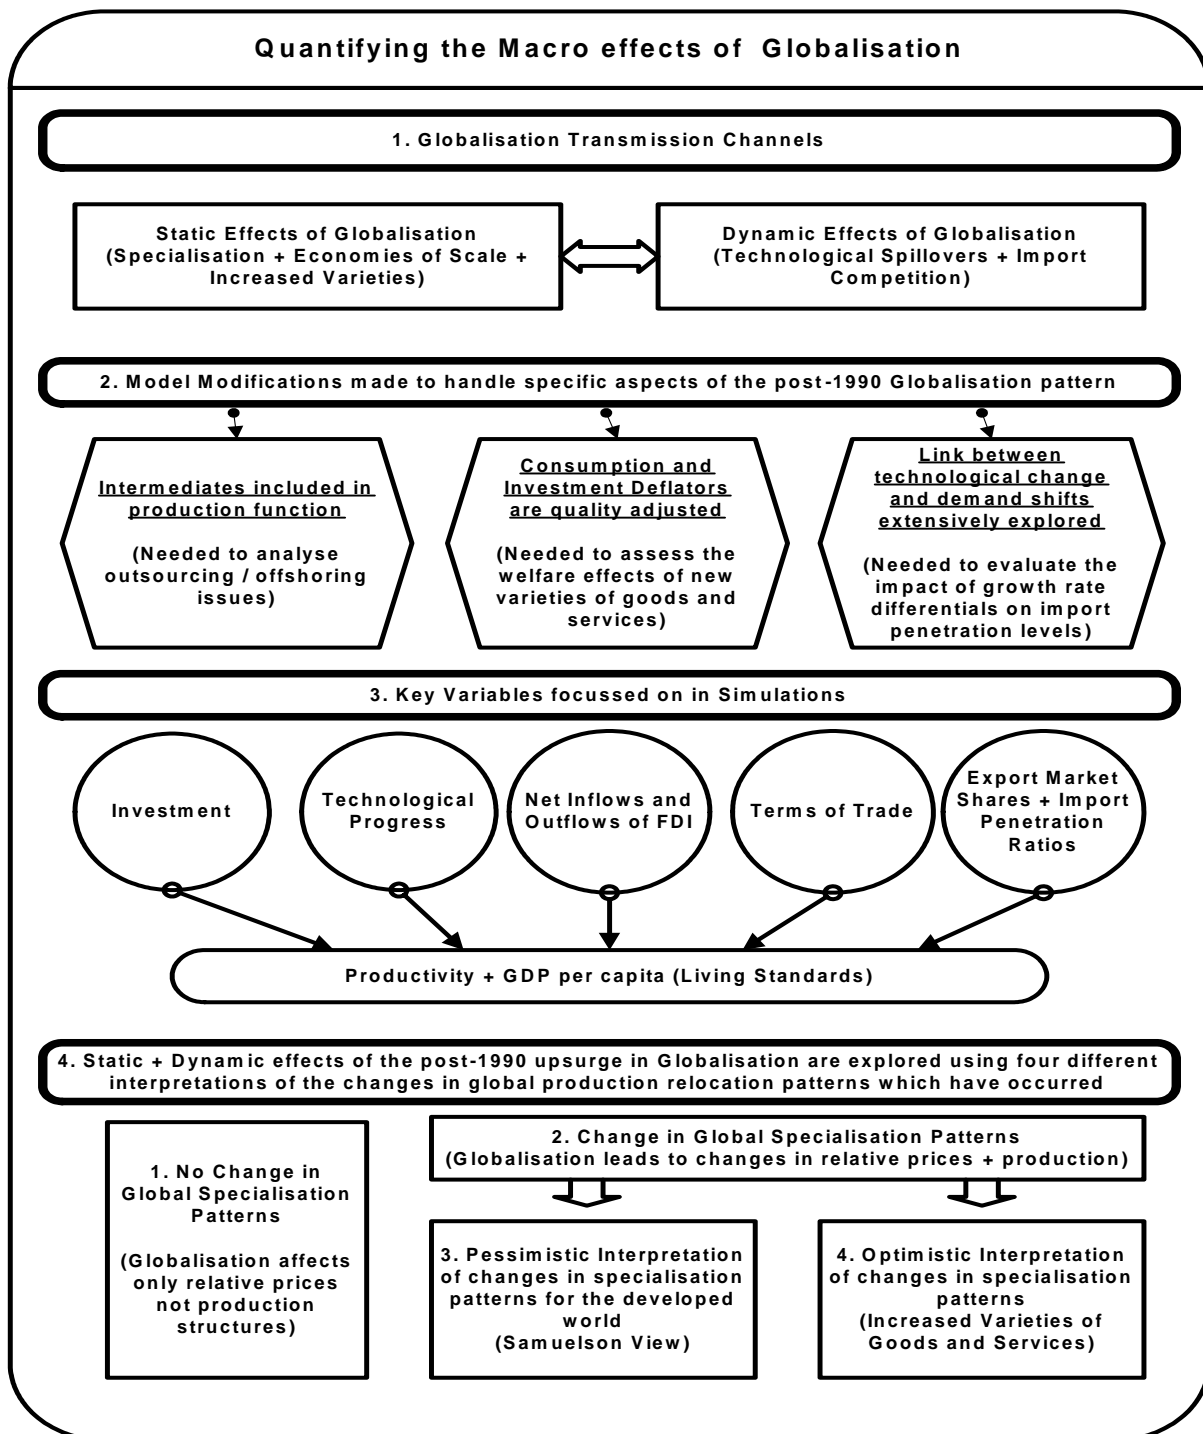 Quantifying the Macro effects of Globalisation
1. Globalisation Transmission Channels
Static Effects of Globalisation
(Specialisation + Economies of Scale +
Increased Varieties)
Dynamic Effects of Globalisation
(Technological Spillovers + Import
Competition)
2. Model Modifications made to handle specific aspects of the post-1990 Globalisation pattern
Intermediates included in
production function
(Needed to analyse
outsourcing / offshoring
issues)
Consumption and
Investment Deflators
are quality adjusted
(Needed to assess the
welfare effects of new
varieties of goods and
services)
Link between
technological change
and demand shifts
extensively explored
(Needed to evaluate the
impact of growth rate
differentials on import
penetration levels)
3. Key Variables focussed on in Simulations
Investment
Technological
Progress
Net Inflows and
Outflows of FDI
Terms of Trade
Export Market
Shares + Import
Penetration
Ratios
Productivity + GDP per capita (Living Standards)
4. Static + Dynamic effects of the post-1990 upsurge in Globalisation are explored using four different
interpretations of the changes in global production relocation patterns which have occurred
1. No Change in
Global Specialisation
Patterns
(Globalisation affects
only relative prices
not production
structures)
2. Change in Global Specialisation Patterns
(Globalisation leads to changes in relative prices + production)
3. Pessimistic Interpretation
of changes in specialisation
patterns for the developed
world
(Samuelson View)
4. Optimistic Interpretation
of changes in specialisation
patterns
(Increased Varieties of
Goods and Services)